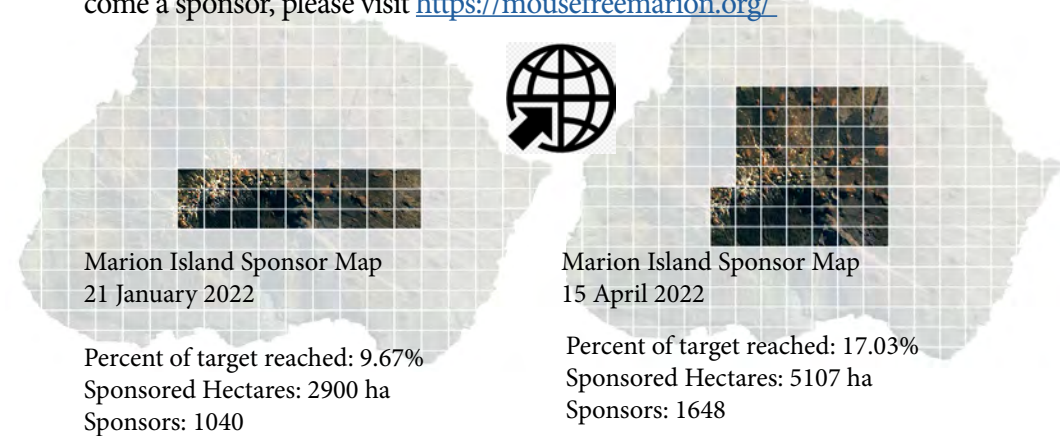 come a sponsor, please visit https://mousefreemarion.org/
Marion Island Sponsor Map
21 January 2022
Percent of target reached: 9.67%
Sponsored Hectares: 2900 ha
Sponsors: 1040
Marion Island Sponsor Map
15 April 2022
Percent of target reached: 17.03%
Sponsored Hectares: 5107 ha
Sponsors: 1648